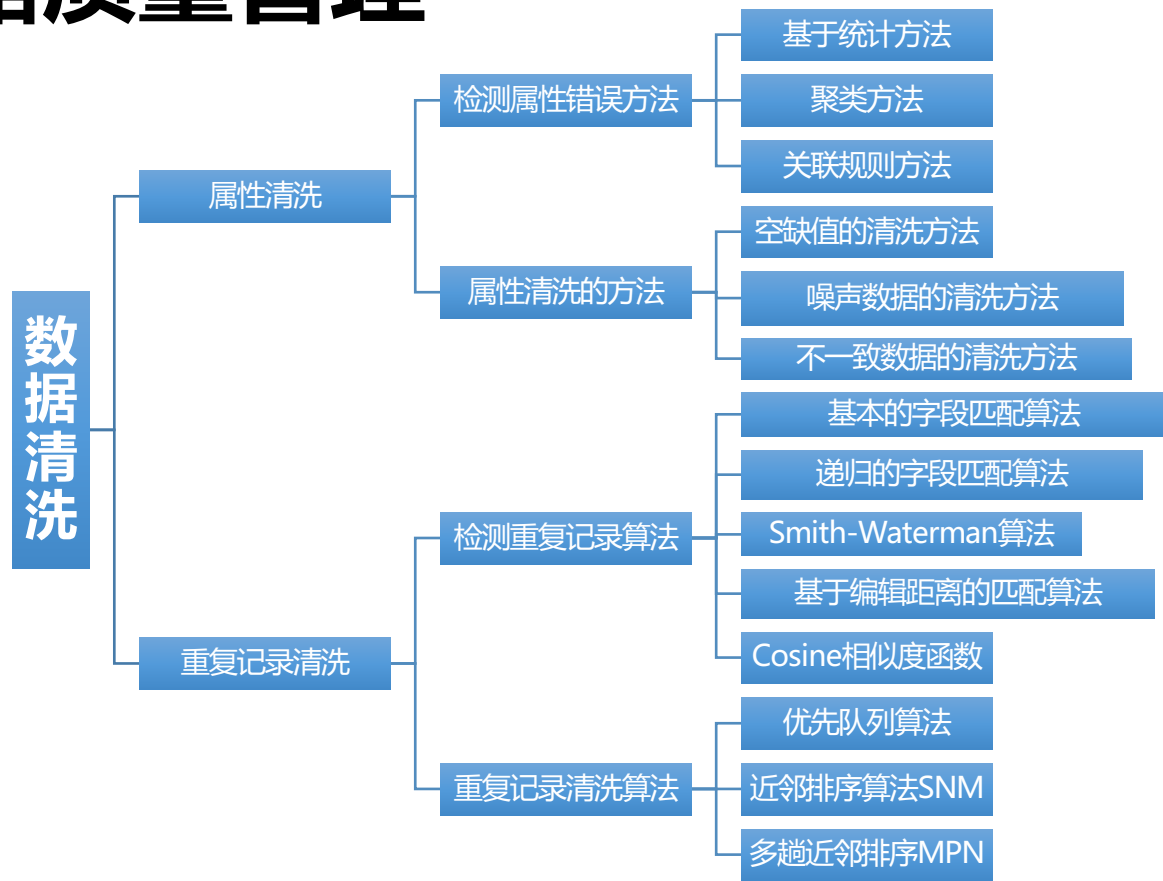 质量管理
数据清洗
属性清洗
检测属性错误方法
基于统计方法
聚类方法
关联规则方法
属性清洗的方法
空缺值的清洗方法
噪声数据的清洗方法
不一致数据的清洗方法
重复记录清洗
检测重复记录算法
基本的字段匹配算法
递归的字段匹配算法
Smith-Waterman算法
基于编辑距离的匹配算法
Cosine相似度函数
重复记录清洗算法
优先队列算法
近邻排序算法SNM
多趟近邻排序MPN